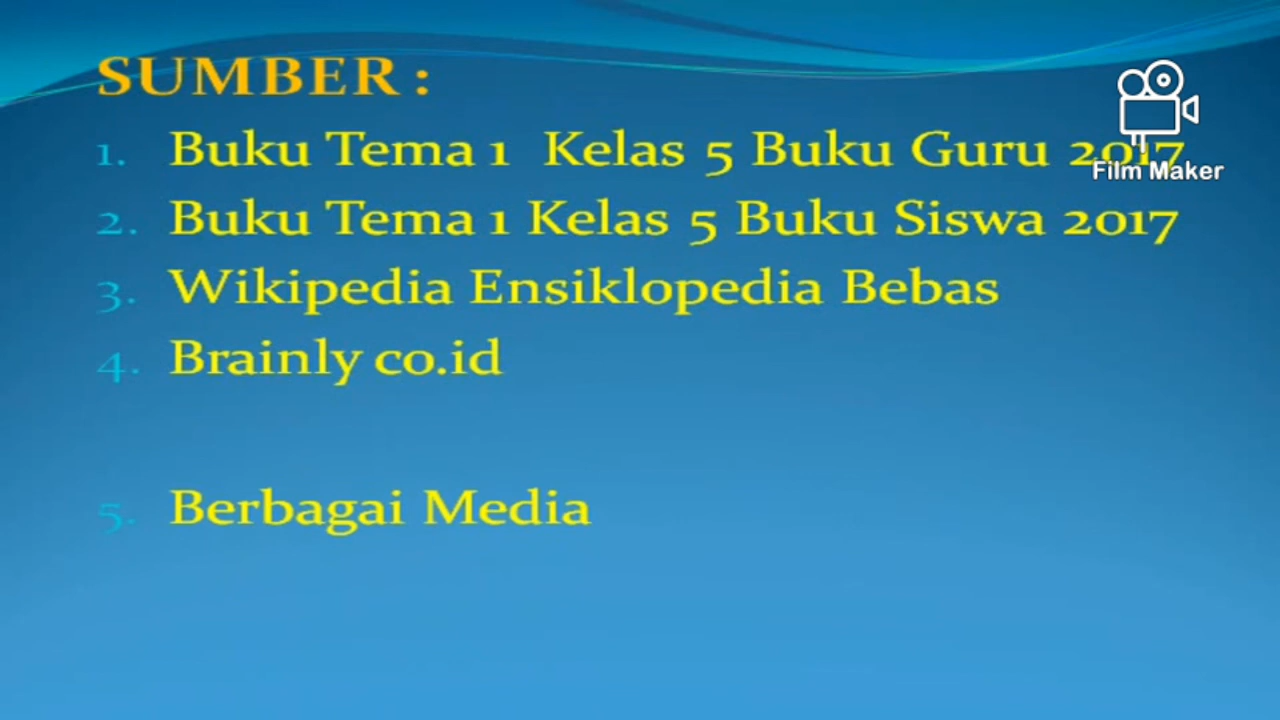 SUMBER :
1. Buku Tema 1 Kelas 5 Buku Guru 2017
Film Maker
2. Buku Tema 1 Kelas 5 Buku Siswa 2017
3. Wikipedia Ensiklopedia Bebas
4. Brainly co.id
5. Berbagai Media